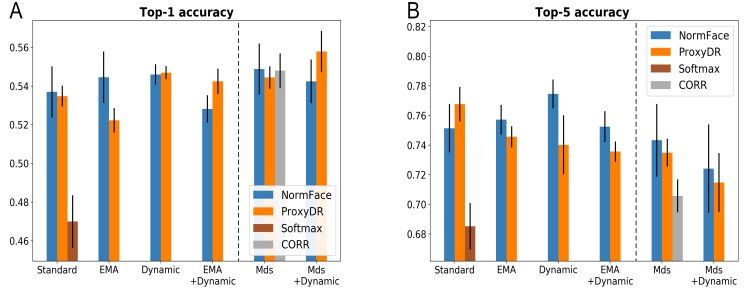 A
Top-1 accuracy
0.56
0.54
0.52
0.50
0.48
0.46
NormFace
ProxyDR
Softmax
CORR
Standard
EMA
Dynamic
EMA
+Dynamic
Mds
Mds
+Dynamic
B
Top-5 accuracy
0.82
0.80
0.78
0.76
0.74
0.72
0.70
0.68
NormFace
ProxyDR
Softmax
CORR
Standard
EMA
Dynamic
EMA
+Dynamic
Mds
Mds
+Dynamic